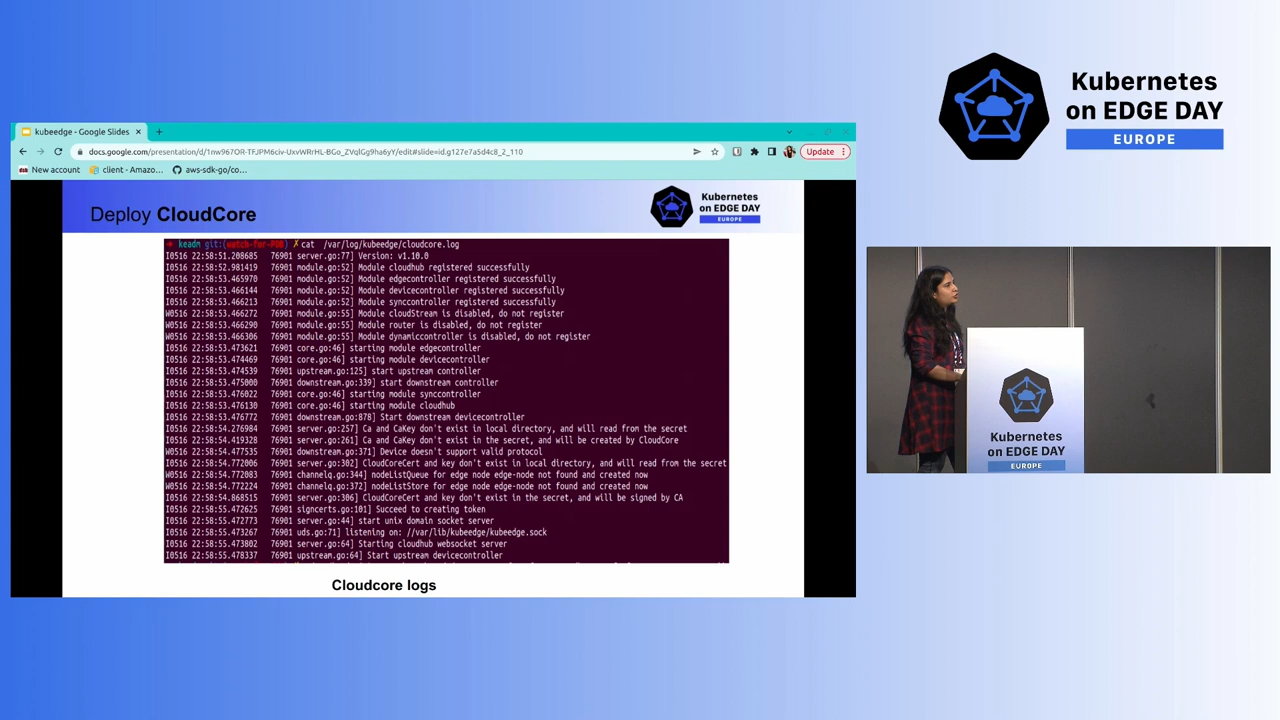 Kubernetes
on EDGE DAY
EUROPE
kubeedge - Google Slides
docs.google.com/presentation/d/1nw967OR-TFJPM6civ-UxvWRrHL-BGo_ZVqlGg9ha6yY/edit#slide=id.g127e7a5d4c8_2_110
Update
New account
client - Amazo...
aws-sdk-go/co...
Deploy CloudCore
Kubernetes
on EDGE DAY
EUROPE
keadm git:(watch-for-PDB) ✗ cat /var/log/kubeedge/cloudcore.log
I0516 22:58:51.208685 76901 server.go:77] Version: v1.10.0
I0516 22:58:52.981419 76901 module.go:52] Module cloudhub registered successfully
I0516 22:58:53.465970 76901 module.go:52] Module edgecontroller registered successfully
I0516 22:58:53.466144 76901 module.go:52] Module devicecontroller registered successfully
I0516 22:58:53.466213 76901 module.go:52] Module synccontroller registered successfully
W0516 22:58:53.466272 76901 module.go:55] Module cloudStream is disabled, do not register
W0516 22:58:53.466290 76901 module.go:55] Module router is disabled, do not register
W0516 22:58:53.466306 76901 module.go:55] Module dynamiccontroller is disabled, do not register
I0516 22:58:53.473621 76901 core.go:46] starting module edgecontroller
I0516 22:58:53.474469 76901 core.go:46] starting module devicecontroller
I0516 22:58:53.474539 76901 upstream.go:125] start upstream controller
I0516 22:58:53.475000 76901 downstream.go:339] start downstream controller
I0516 22:58:53.476022 76901 core.go:46] starting module synccontroller
I0516 22:58:53.476130 76901 core.go:46] starting module cloudhub
I0516 22:58:53.476772 76901 downstream.go:878] Start downstream devicecontroller
I0516 22:58:54.276984 76901 server.go:257] Ca and CaKey don't exist in local directory, and will read from the secret
I0516 22:58:54.419328 76901 server.go:261] Ca and CaKey don't exist in the secret, and will be created by CloudCore
W0516 22:58:54.477535 76901 downstream.go:371] Device doesn't support valid protocol
I0516 22:58:54.772006 76901 server.go:302] CloudCoreCert and key don't exist in local directory, and will read from the secret
W0516 22:58:54.772083 76901 channelq.go:344] nodeListQueue for edge node edge-node not found and created now
W0516 22:58:54.772224 76901 channelq.go:372] nodeListStore for edge node edge-node not found and created now
I0516 22:58:54.868515 76901 server.go:306] CloudCoreCert and key don't exist in the secret, and will be signed by CA
I0516 22:58:55.472625 76901 signcerts.go:101] Succeed to creating token
I0516 22:58:55.472773 76901 server.go:44] start unix domain socket server
I0516 22:58:55.473267 76901 uds.go:71] listening on: //var/lib/kubeedge/kubeedge.sock
I0516 22:58:55.473802 76901 server.go:64] Starting cloudhub websocket server
I0516 22:58:55.478337 76901 upstream.go:64] Start upstream devicecontroller
Cloudcore logs
Kubernetes
on EDGE DAY
EUROPE